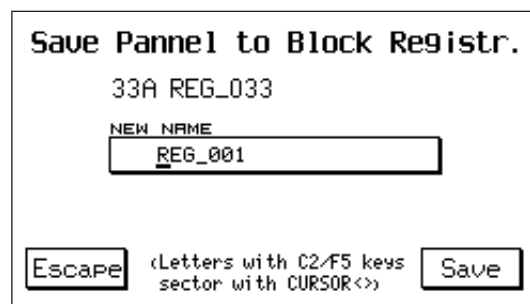 Save Pannel to Block Registr.
33A REG_033
NEW NAME
REG_001
Escape
(Letters with C2/F5 keys
sector with CURSOR<>)
Save